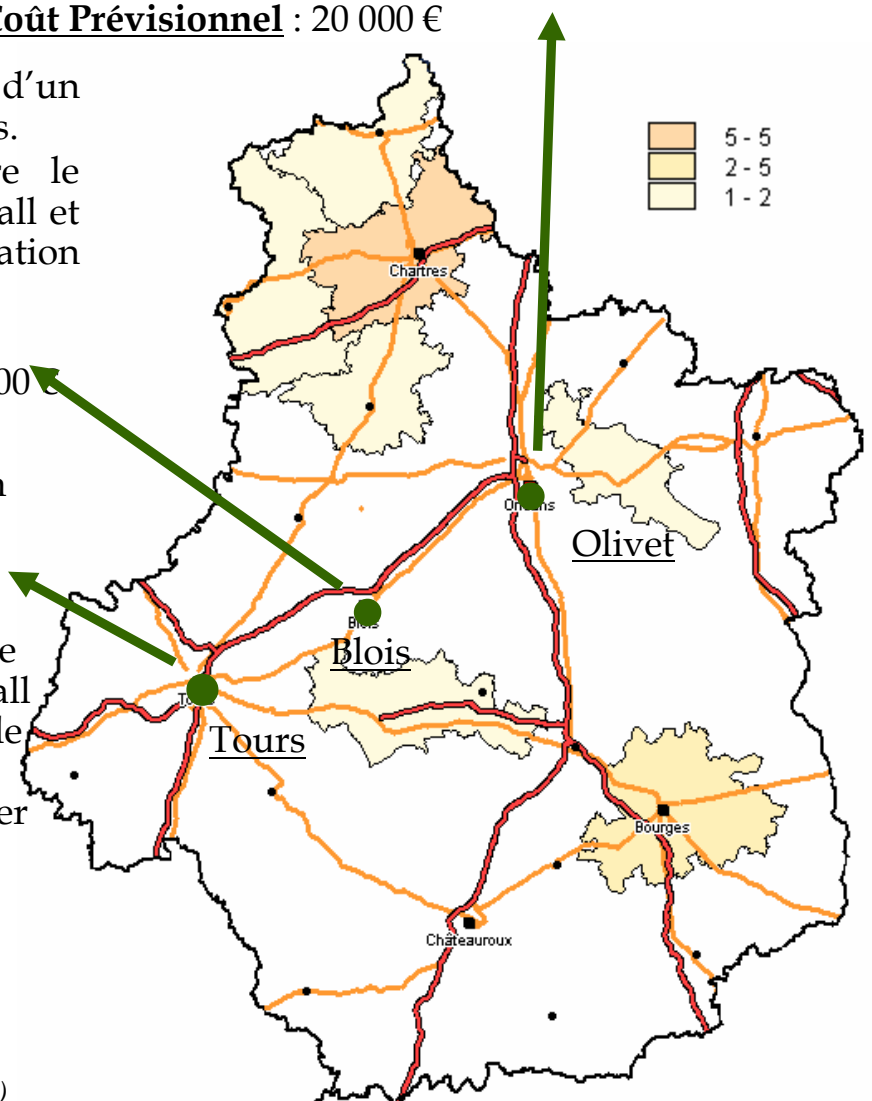 Coût Prévisionnel : 20 000 €
d'un
s.
re le
all et
ation
00 €
n
e
all
le
er
5 - 5
2 - 5
1 - 2
Chartres
Olivet
Blois
Tours
Bourges
Châteauroux
)